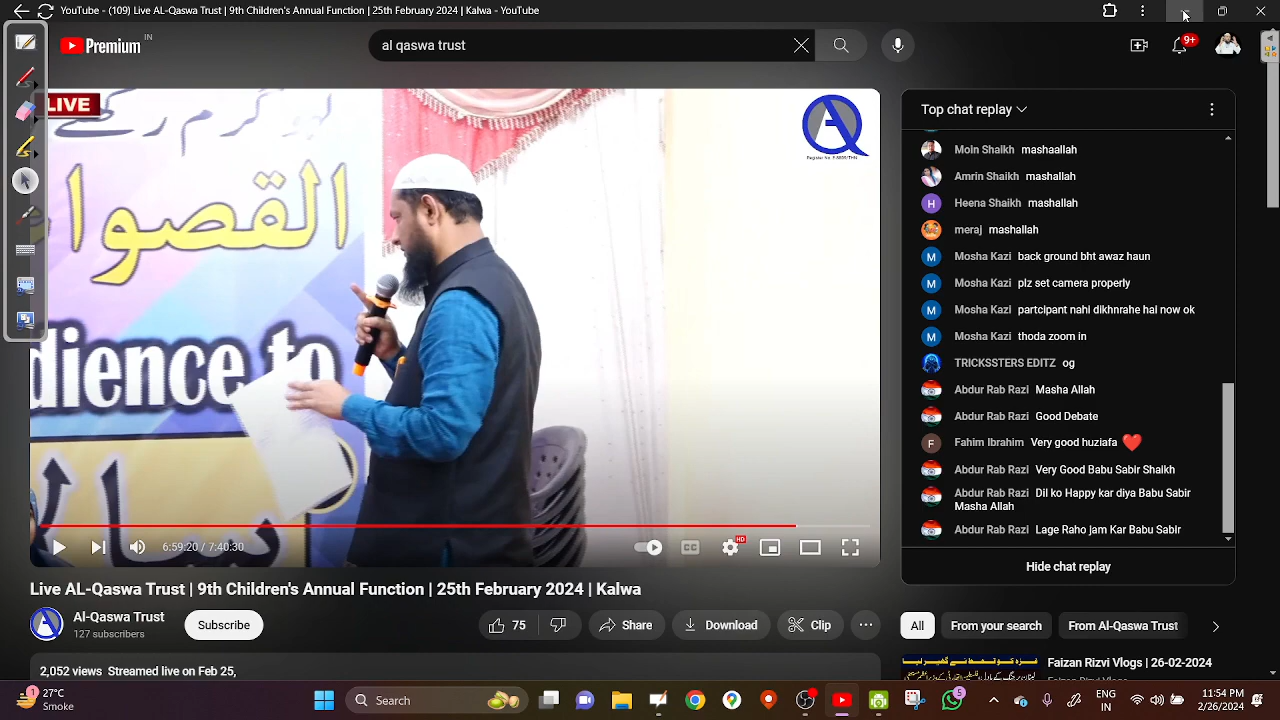 YouTube - (109) Live AL-Qaswa Trust | 9th Children's Annual Function | 25th February 2024 | Kalwa - YouTube
Premium IN
al qaswa trust
9+
LIVE
لہو گرم رکھنے
القصوا
dience to
Top chat replay
Moin Shaikh mashaallah
Amrin Shaikh mashallah
H Heena Shaikh mashallah
meraj mashallah
M Mosha Kazi back ground bht awaz haun
M Mosha Kazi plz set camera properly
M Mosha Kazi partcipant nahi dikhnrahe hal now ok
M Mosha Kazi thoda zoom in
TRICKSSTERS EDITZ og
Abdur Rab Razi Masha Allah
Abdur Rab Razi Good Debate
F Fahim Ibrahim Very good huziafa ❤️
Abdur Rab Razi Very Good Babu Sabir Shaikh
Abdur Rab Razi Dil ko Happy kar diya Babu Sabir
Masha Allah
Abdur Rab Razi Lage Raho Jam Kar Babu Sabir
6:59:20 / 7:40:30
CC
HD
Hide chat replay
Live AL-Qaswa Trust | 9th Children's Annual Function | 25th February 2024 | Kalwa
Al-Qaswa Trust
127 subscribers
Subscribe
75
Share
Download
Clip
All
From your search
From Al-Qaswa Trust
2,052 views Streamed live on Feb 25,
Faizan Rizvi Vlogs | 26-02-2024
1
27°C
Smoke
Search
5
ENG
IN
11:54 PM
2/26/2024